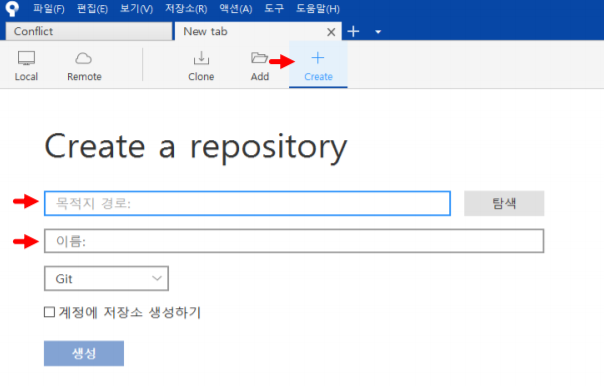 파일(F) 편집(E) 보기(V) 저장소(R) 액션(A) 도구 도움말(H)
Conflict New tab
Local Remote Clone Add Create
Create a repository
목적지 경로: 탐색
이름:
Git
계정에 저장소 생성하기
생성